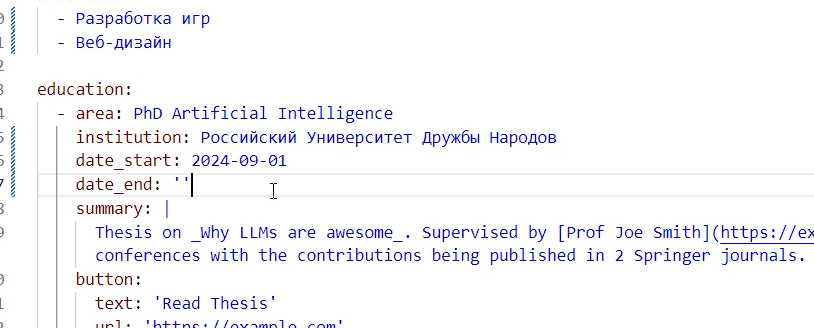 - Разработка игр
- Веб-дизайн
education:
- area: PhD Artificial Intelligence
institution: Российский Университет Дружбы Народов
date_start: 2024-09-01
date_end: ''
summary: |
Thesis on _Why LLMs are awesome_. Supervised by [Prof Joe Smith](https://ex
conferences with the contributions being published in 2 Springer journals.
button:
text: 'Read Thesis'
url: 'https://example.com'